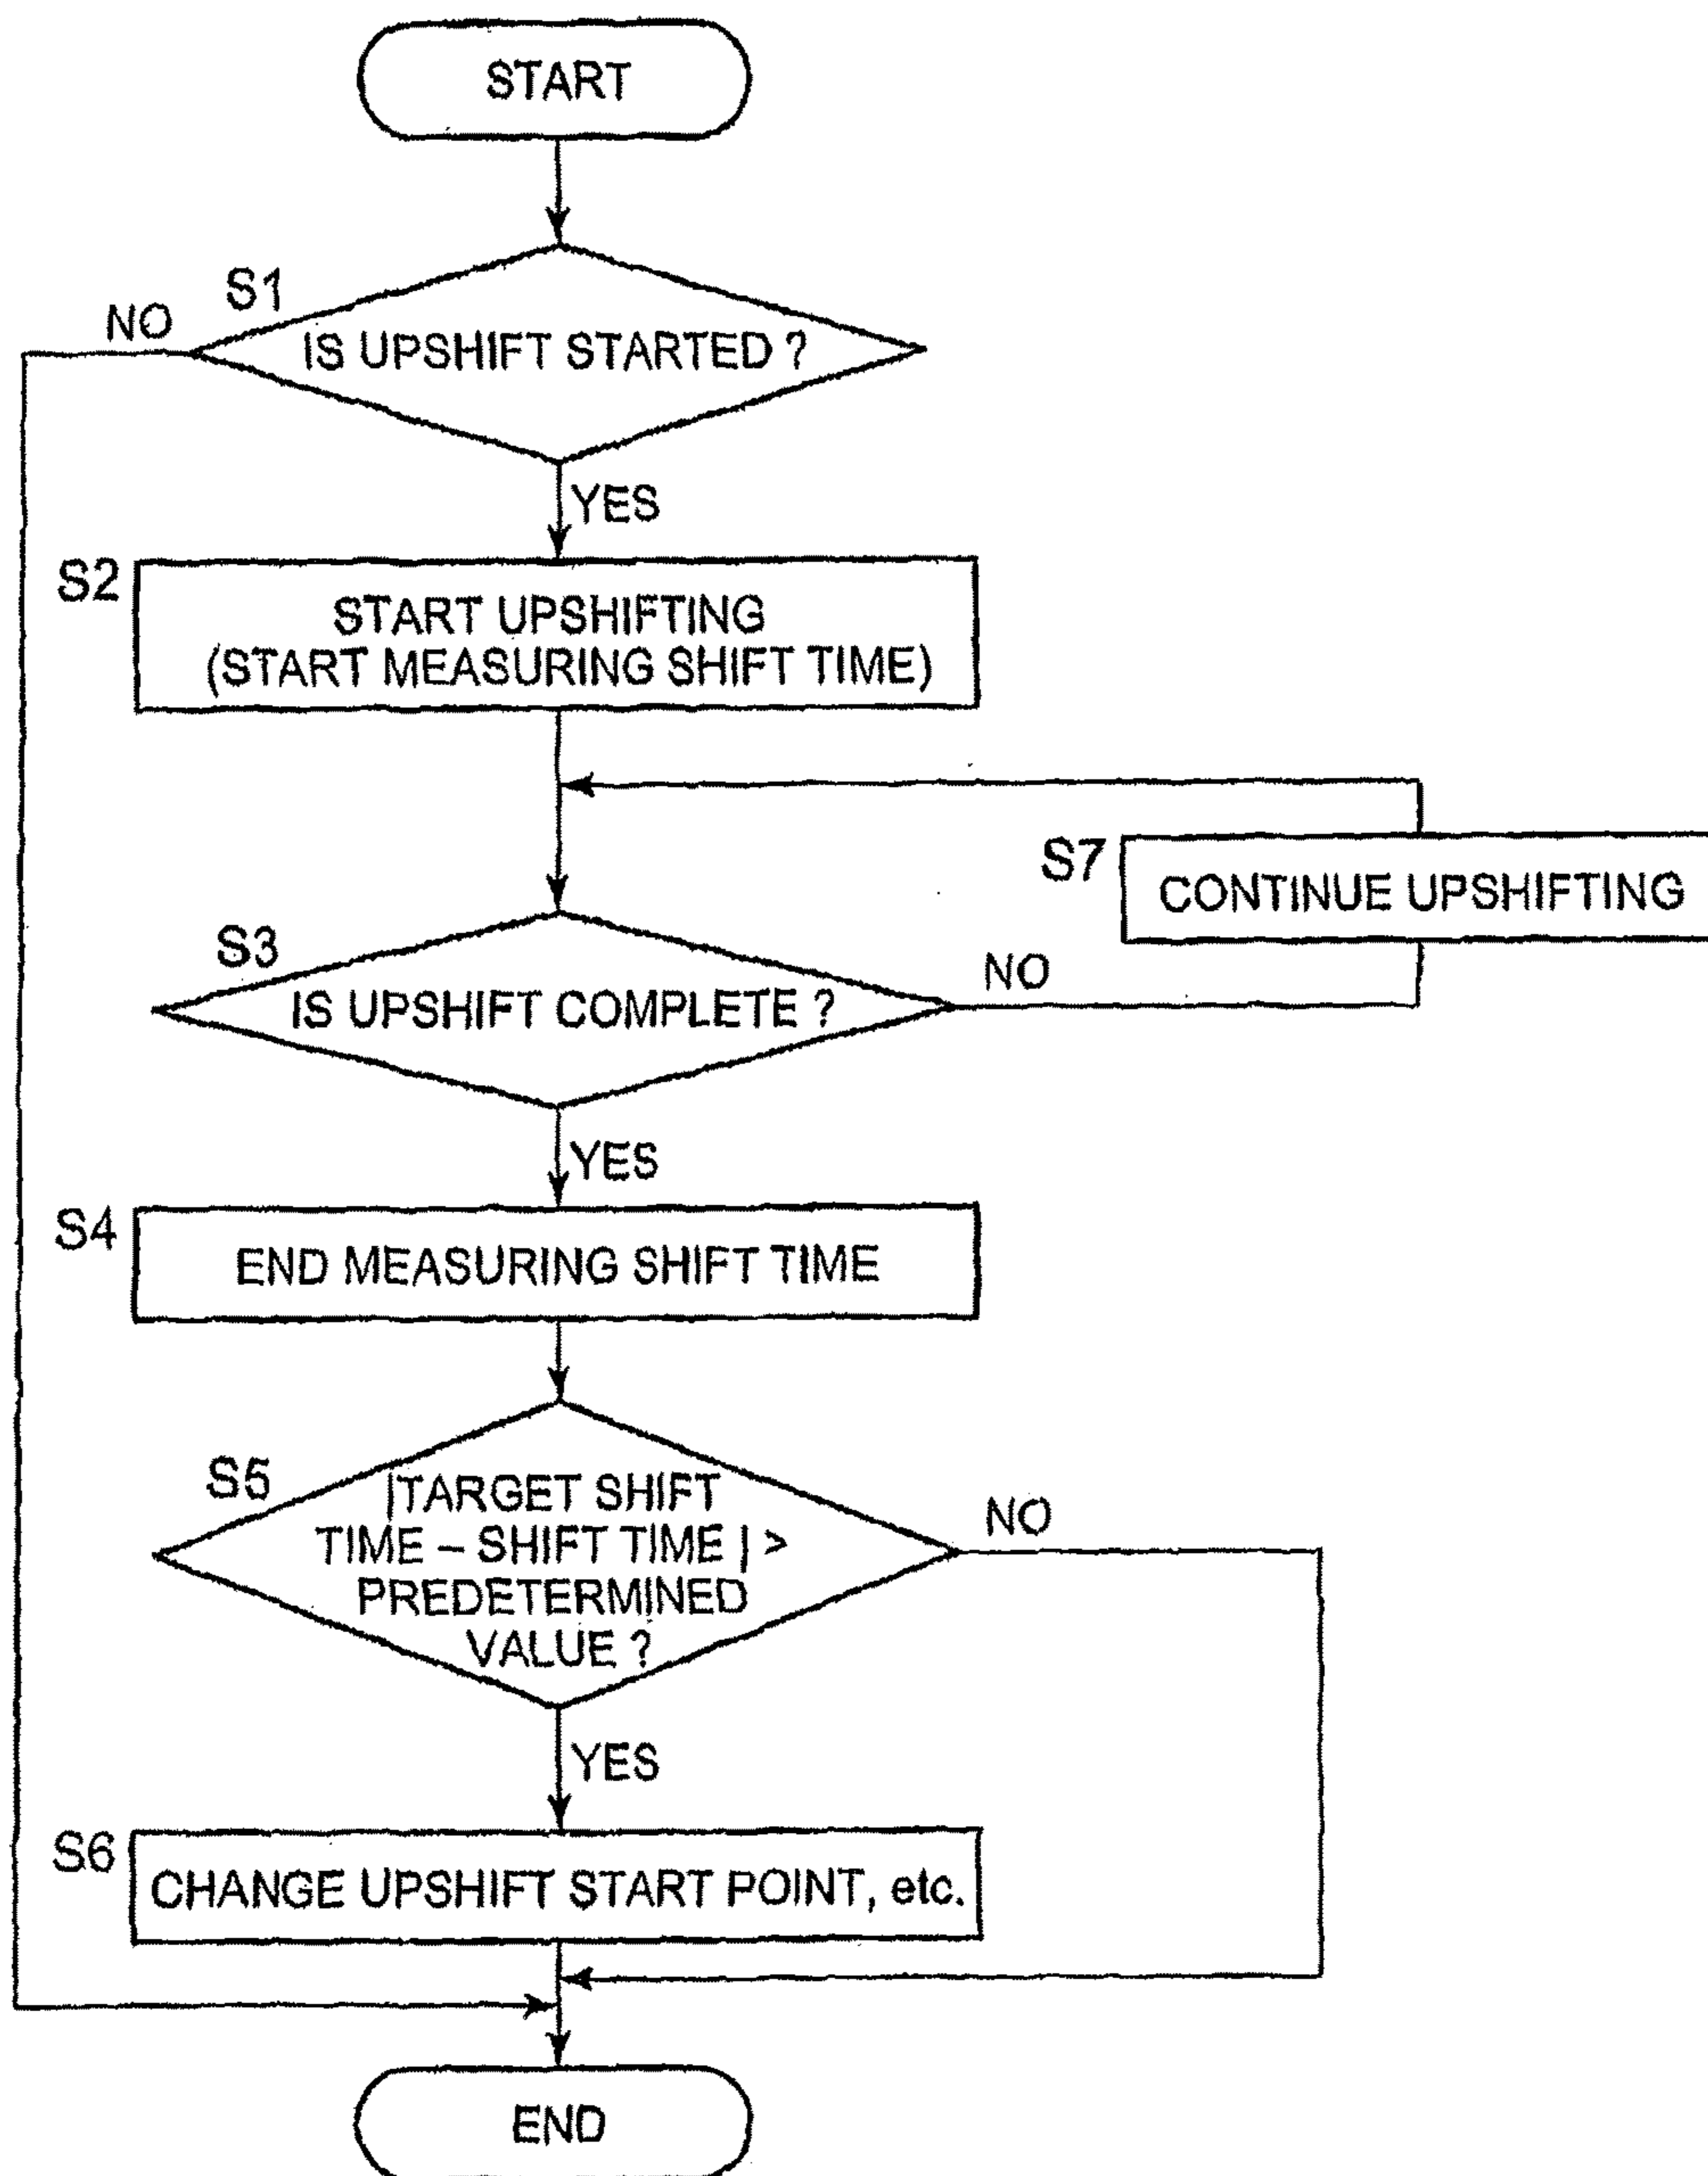 START
S1
NO
IS UPSHIFT STARTED ?
YES
S2
START UPSHIFTING
(START MEASURING SHIFT TIME)
S7
CONTINUE UPSHIFTING
S3
NO
IS UPSHIFT COMPLETE ?
YES
S4
END MEASURING SHIFT TIME
S5
|TARGET SHIFT
TIME – SHIFT TIME | >
PREDETERMINED
VALUE ?
NO
YES
S6
CHANGE UPSHIFT START POINT, etc.
END